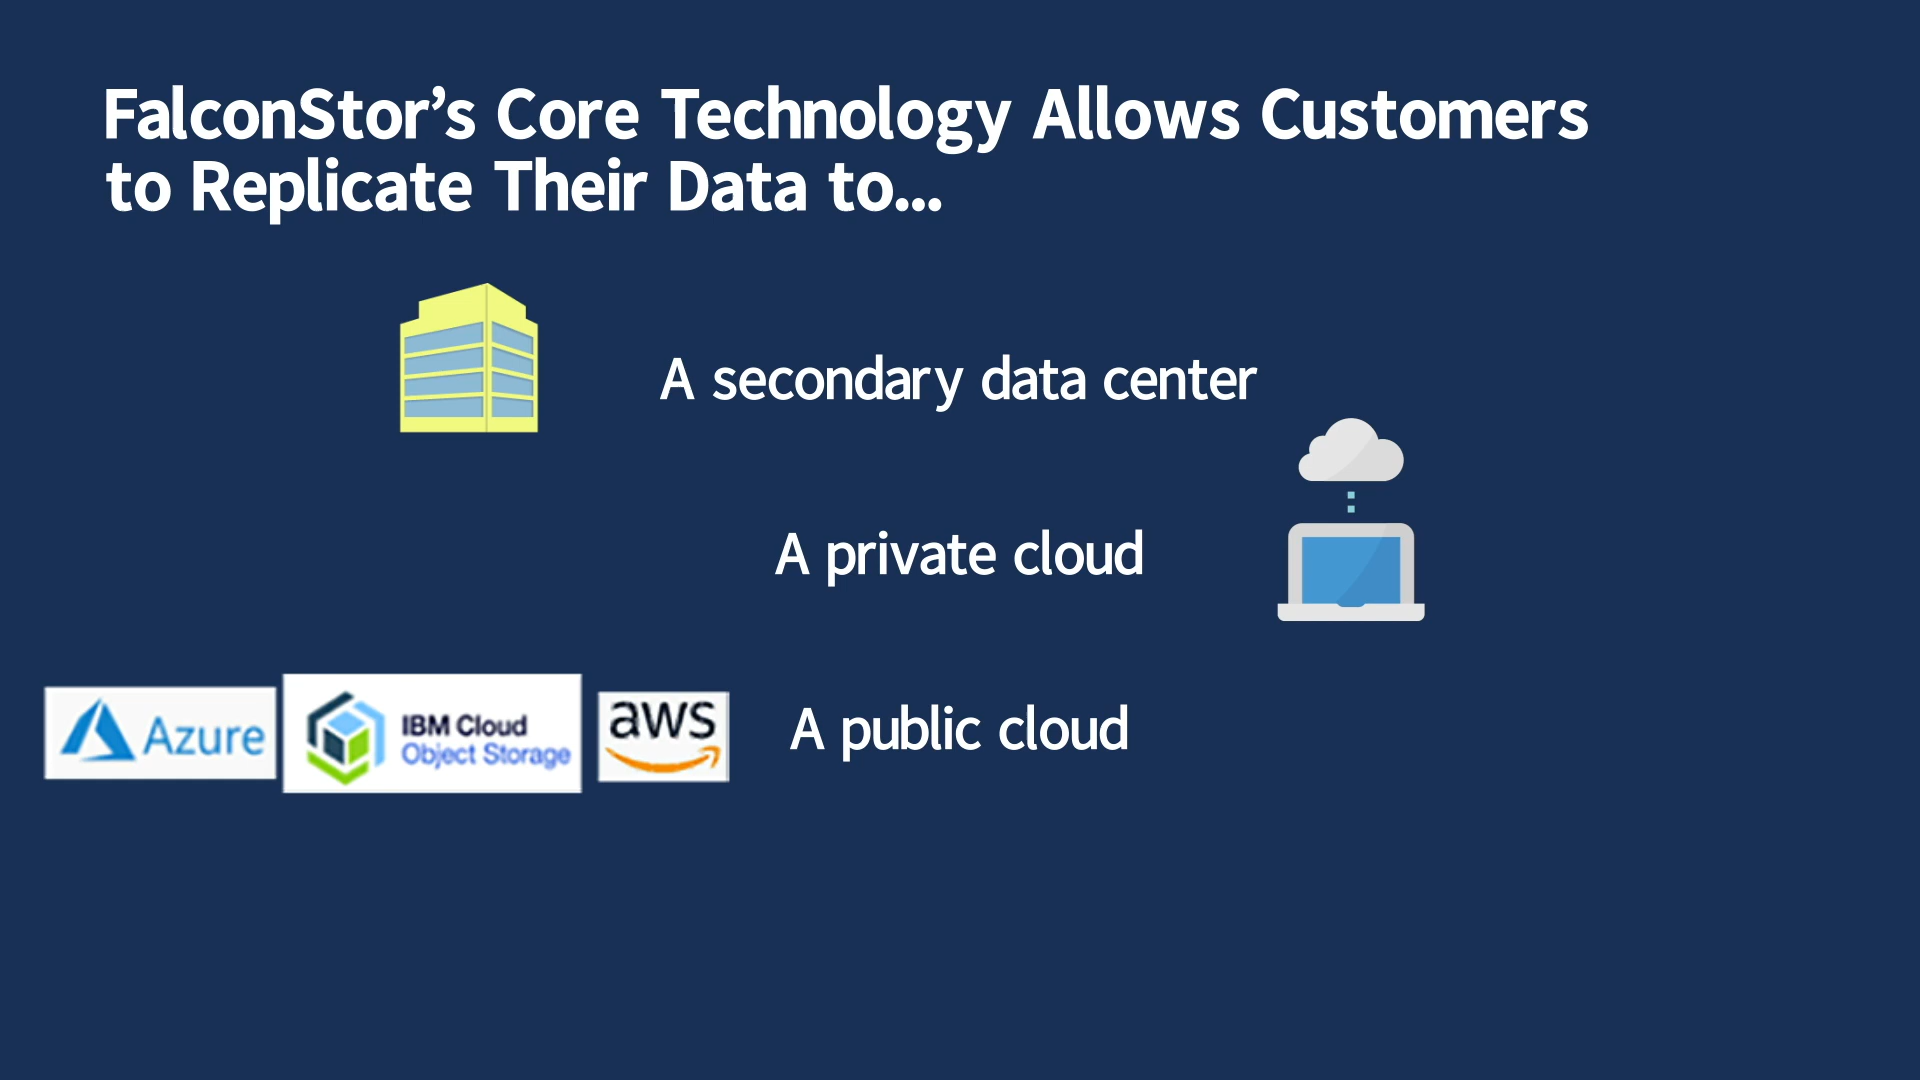 FalconStor’s Core Technology Allows Customers
to Replicate Their Data to...
A secondary data center
A private cloud
Azure
IBM Cloud
Object Storage
aws
A public cloud